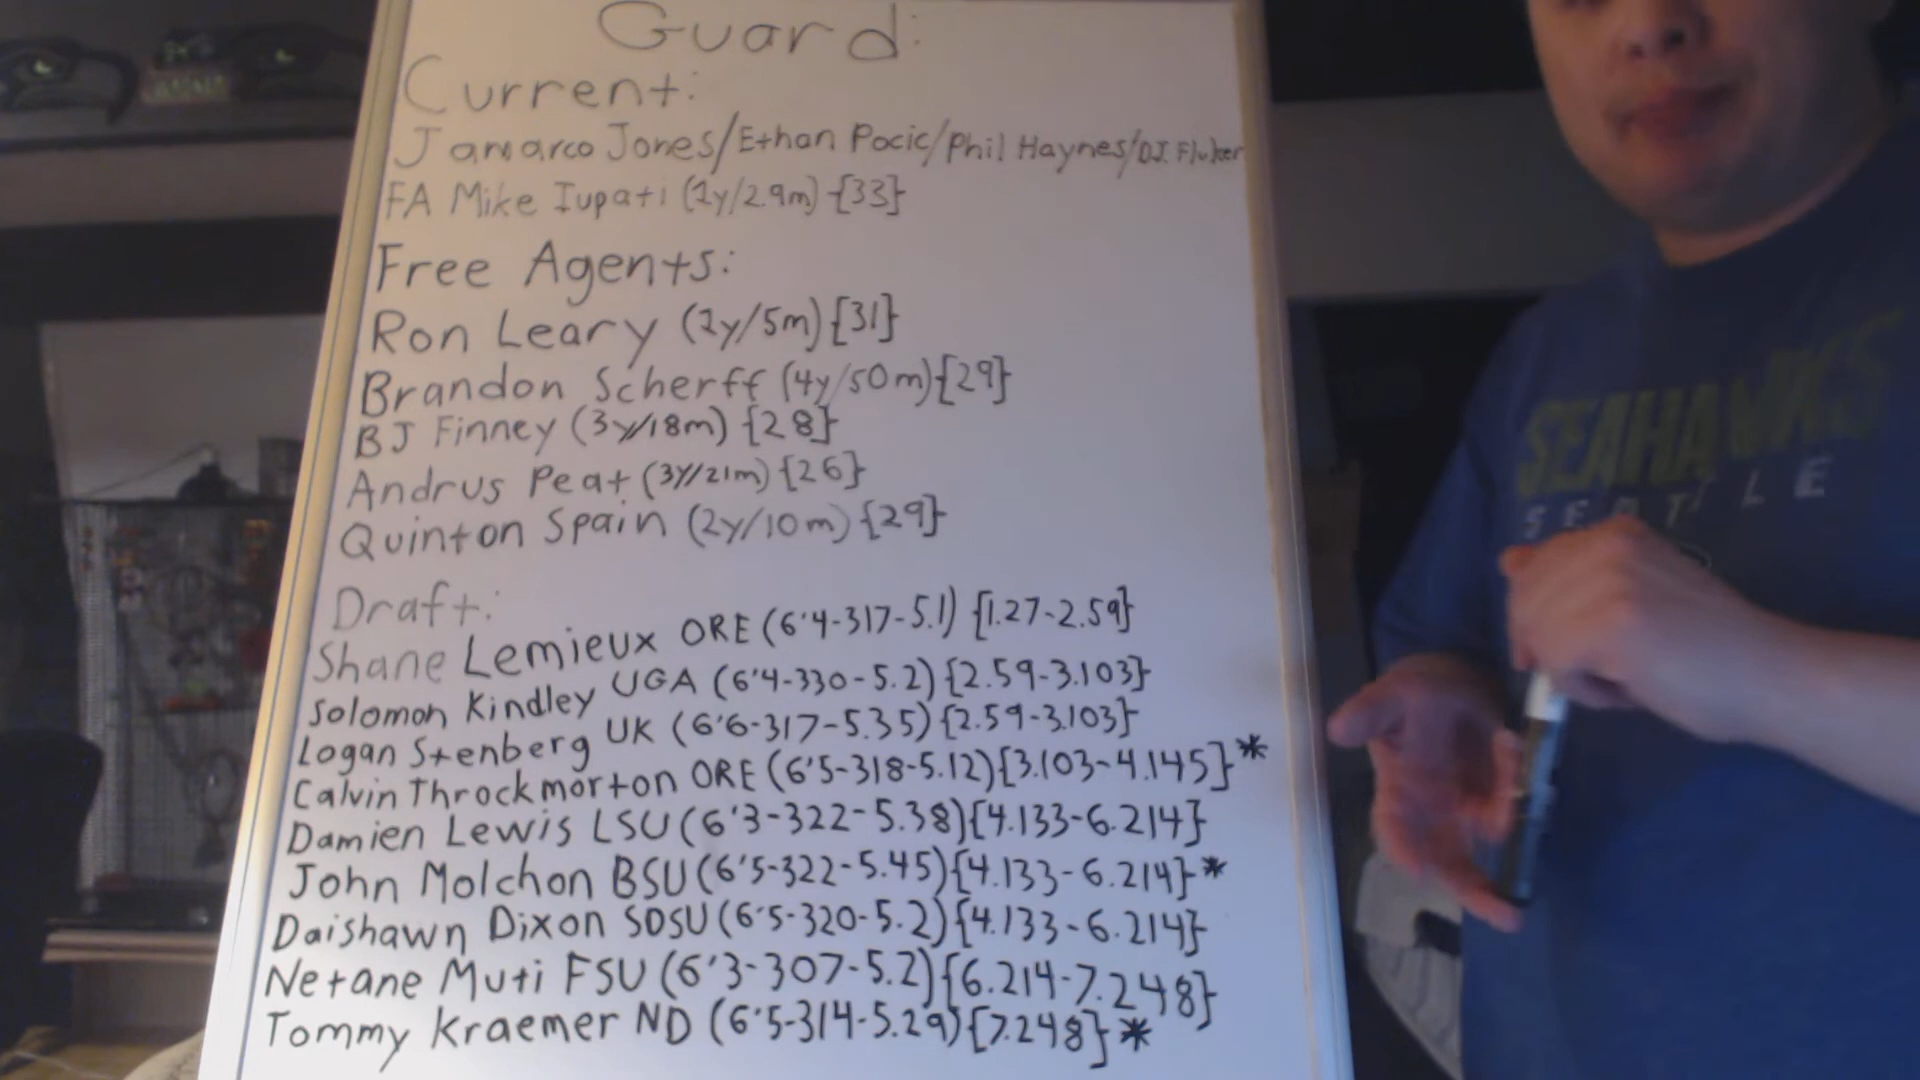 Guard:
Current:
Jamarco Jones/Ethan Pocic/Phil Haynes/DJ Fluker
FA Mike Iupati (1y/2.9m) {33}
Free Agents:
Ron Leary (2y/5m) {31}
Brandon Scherff (4y/50m) {29}
BJ Finney (3y/18m) {28}
Andrus Peat (3y/21m) {26}
Quinton Spain (2y/10m) {29}
Draft:
Shane Lemieux ORE (6'4-317-5.1) {1.27-2.59}
Solomon Kindley UGA (6'4-330-5.2) {2.59-3.103}
Logan Stenberg UK (6'6-317-5.35) {2.59-3.103}
Calvin Throckmorton ORE (6'5-318-5.12) {3.103-4.145} *
Damien Lewis LSU (6'3-322-5.38) {4.133-6.214}
John Molchon BSU (6'5-322-5.45) {4.133-6.214} *
Daishawn Dixon SDSU (6'5-320-5.2) {4.133-6.214}
Netane Muti FSU (6'3-307-5.2) {6.214-7.248}
Tommy Kraemer ND (6'5-314-5.29) {7.248} *
SEAHAWKS
SEATTLE